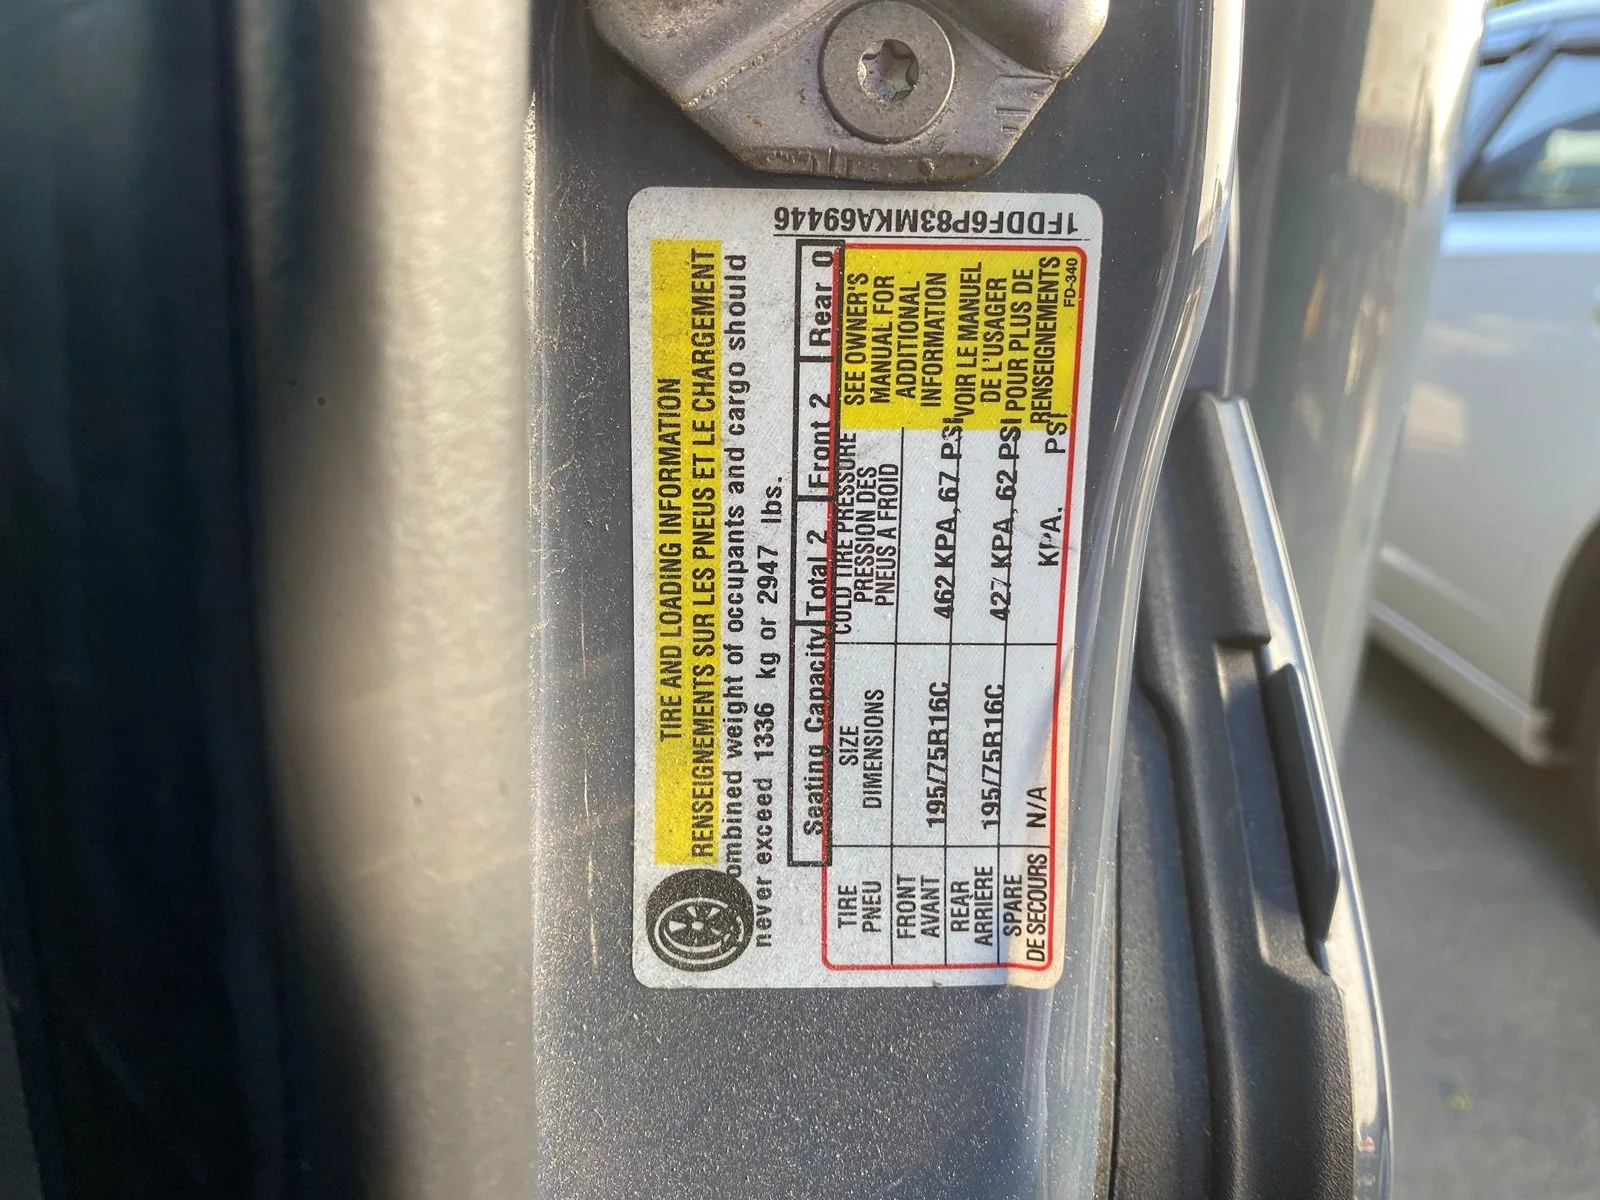 TIRE AND LOADING INFORMATION
RENSEIGNEMENTS SUR LES PNEUS ET LE CHARGEMENT
ombined weight of occupants and cargo should
never exceed 1336 kg or 2947 lbs.
Seating Capacity Total 2 Front 2 Rear 0
TIRE
PNEU
SIZE
DIMENSIONS
COLD TIRE PRESSURE
PRESSION DES
PNEUS A FROID
FRONT
AVANT
195/75R16C
462 KPA, 67 PSI
REAR
ARRIERE
195/75R16C
427 KPA, 62 PSI
SPARE
DE SECOURS
N/A
KPA. PSI
SEE OWNER'S
MANUAL FOR
ADDITIONAL
INFORMATION
VOIR LE MANUEL
DE L'USAGER
POUR PLUS DE
RENSEIGNEMENTS
FD-340
1FDDF6P83MKA69446